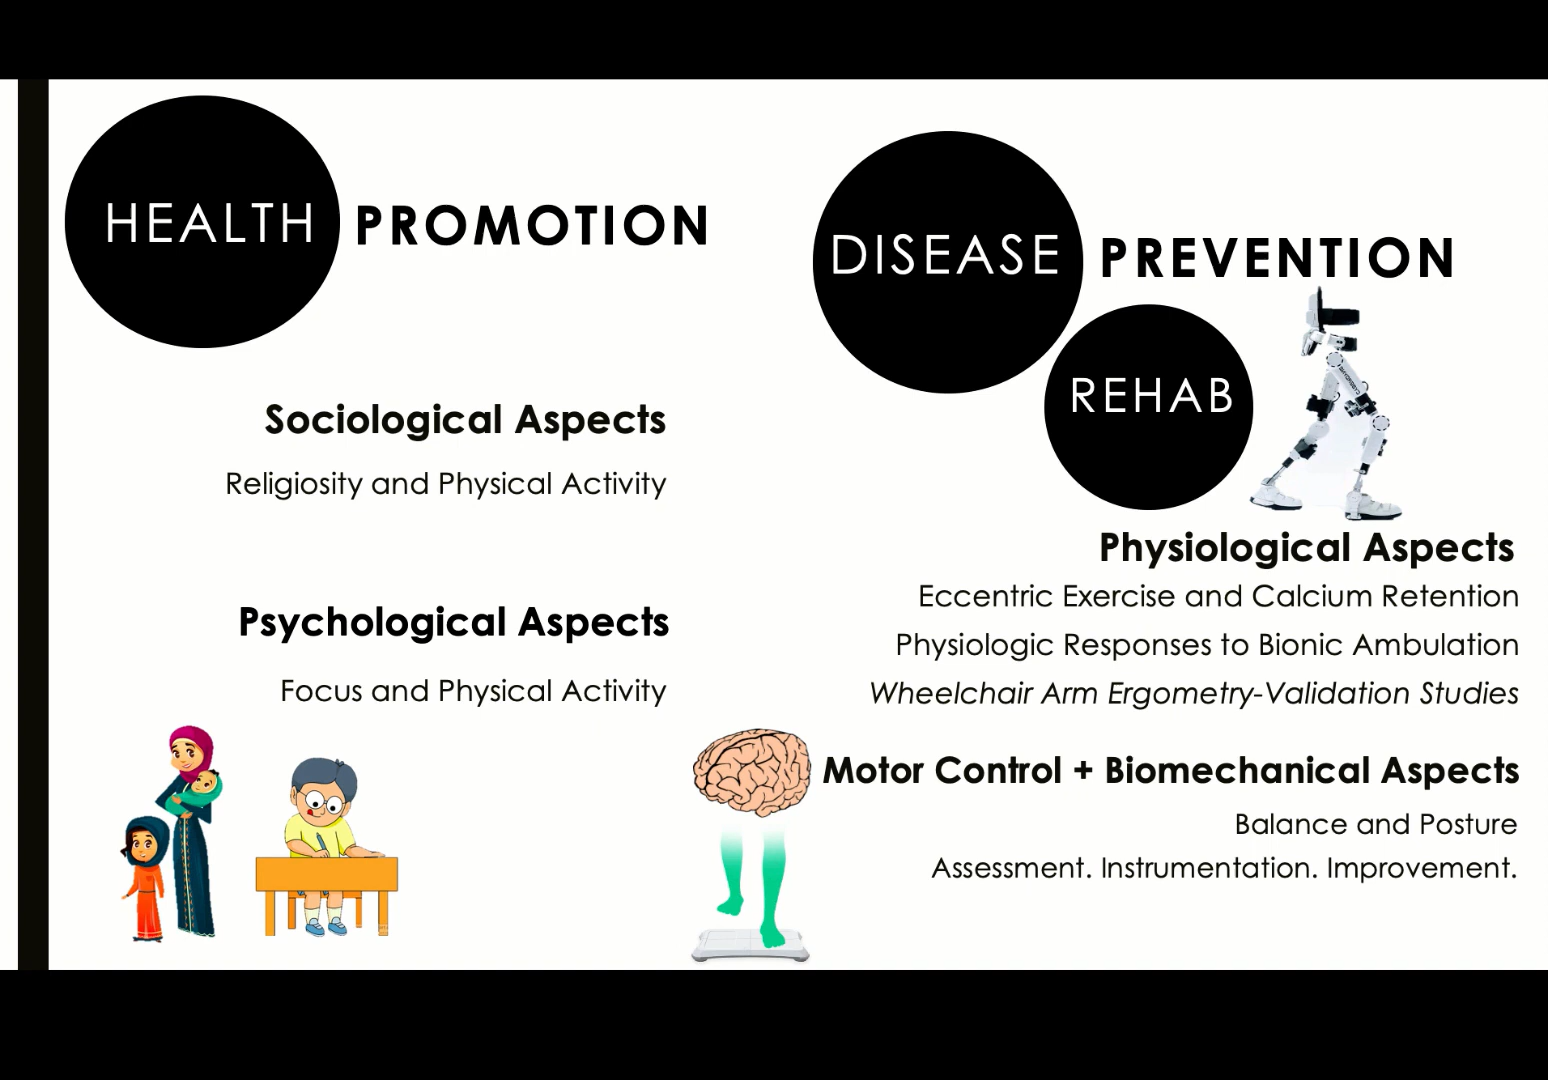 HEALTH PROMOTION
Sociological Aspects
Religiosity and Physical Activity
Psychological Aspects
Focus and Physical Activity
DISEASE PREVENTION
REHAB
Physiological Aspects
Eccentric Exercise and Calcium Retention
Physiologic Responses to Bionic Ambulation
Wheelchair Arm Ergometry-Validation Studies
Motor Control + Biomechanical Aspects
Balance and Posture
Assessment. Instrumentation. Improvement.